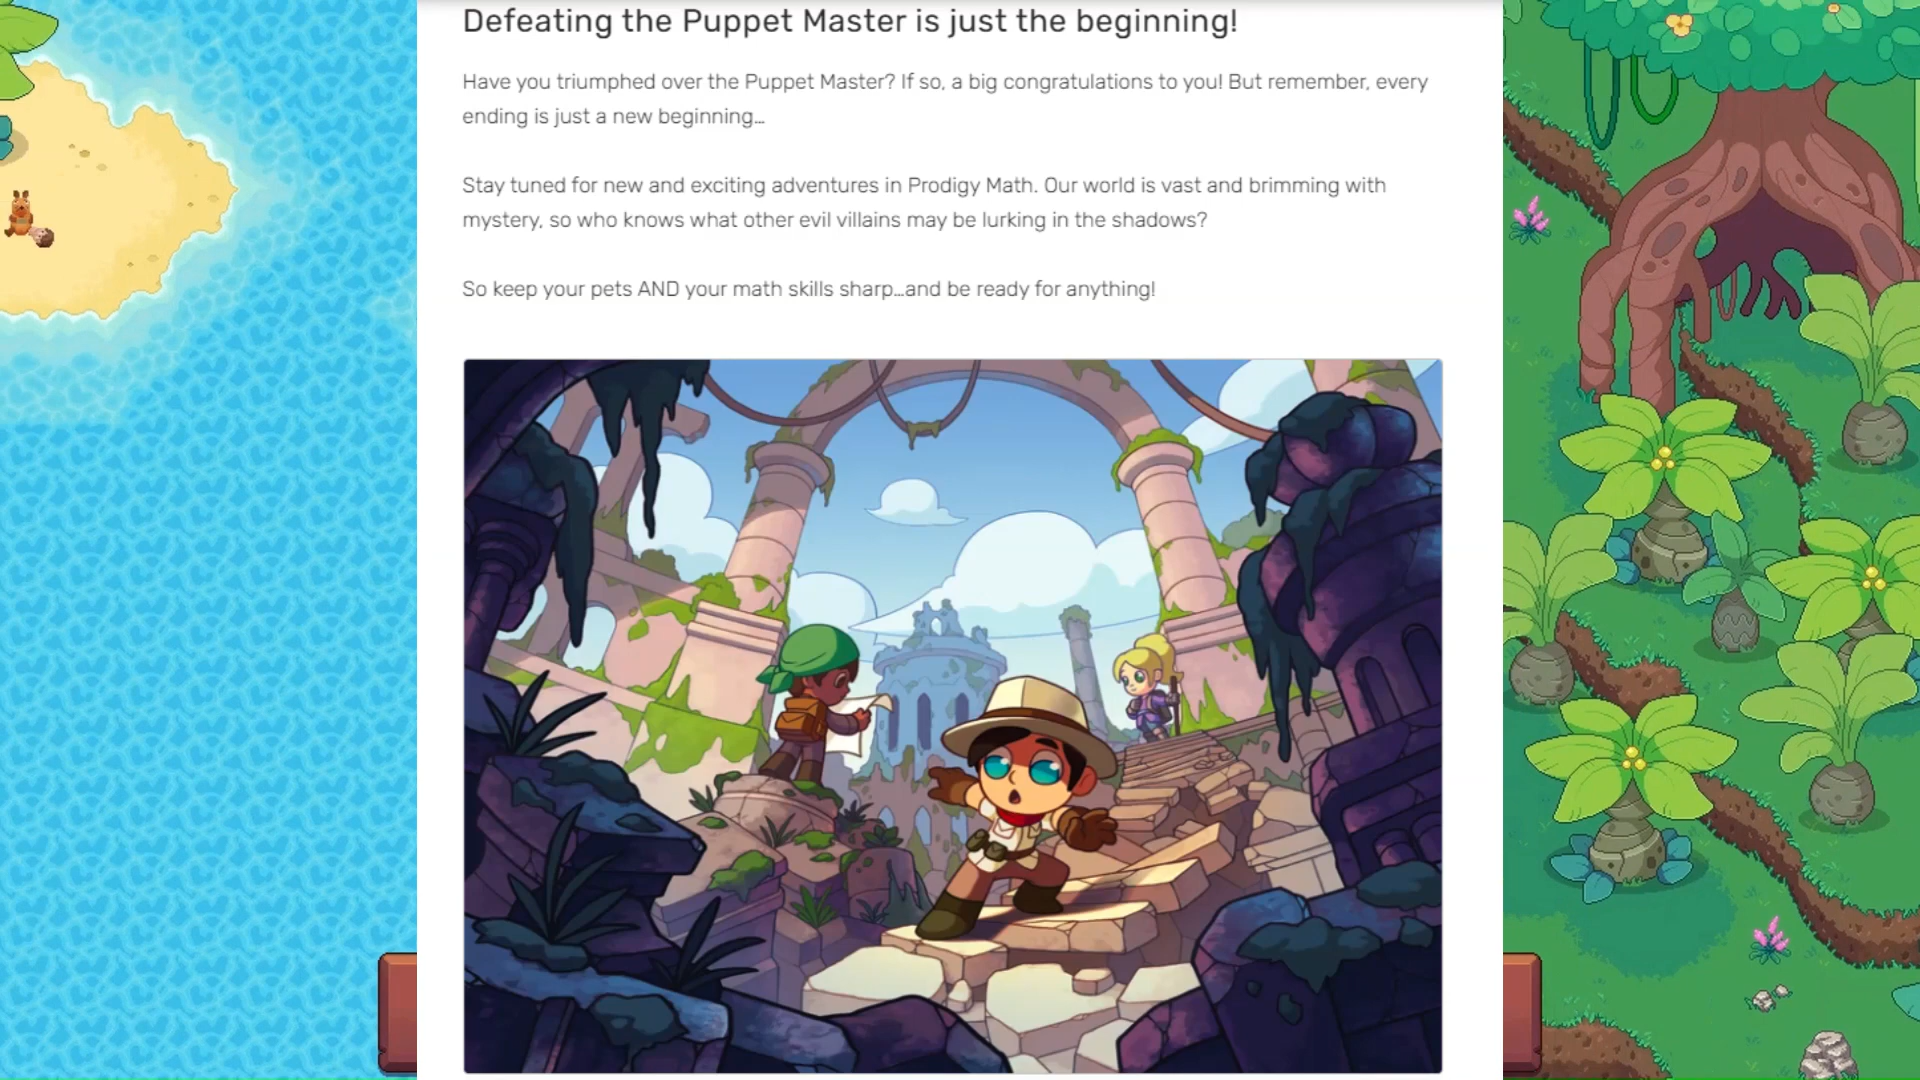 Defeating the Puppet Master is just the beginning!
Have you triumphed over the Puppet Master? If so, a big congratulations to you! But remember, every
ending is just a new beginning…
Stay tuned for new and exciting adventures in Prodigy Math. Our world is vast and brimming with
mystery, so who knows what other evil villains may be lurking in the shadows?
So keep your pets AND your math skills sharp…and be ready for anything!